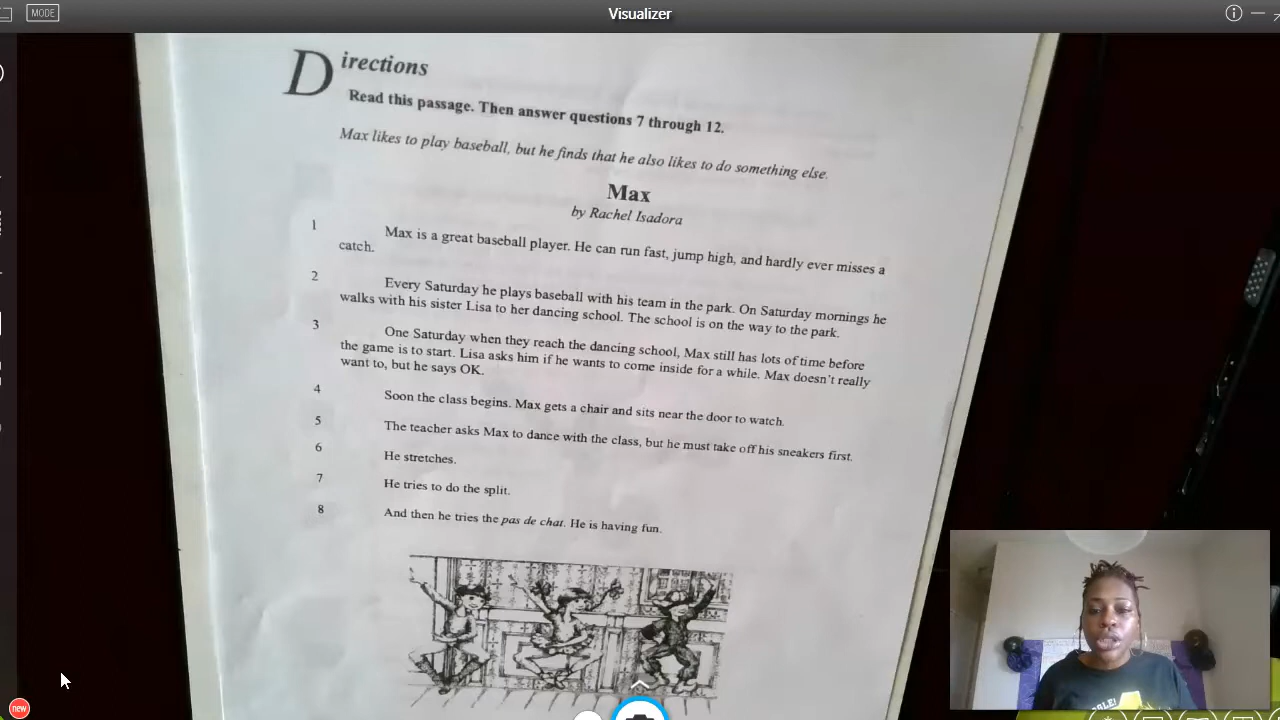 MODE
Visualizer
Directions
Read this passage. Then answer questions 7 through 12.
Max likes to play baseball, but he finds that he also likes to do something else.
Max
by Rachel Isadora
1 Max is a great baseball player. He can run fast, jump high, and hardly ever misses a
catch.
2 Every Saturday he plays baseball with his team in the park. On Saturday mornings he
walks with his sister Lisa to her dancing school. The school is on the way to the park.
3 One Saturday when they reach the dancing school, Max still has lots of time before
the game is to start. Lisa asks him if he wants to come inside for a while. Max doesn't really
want to, but he says OK.
4 Soon the class begins. Max gets a chair and sits near the door to watch.
5 The teacher asks Max to dance with the class, but he must take off his sneakers first.
6 He stretches.
7 He tries to do the split.
8 And then he tries the pas de chat. He is having fun.
new